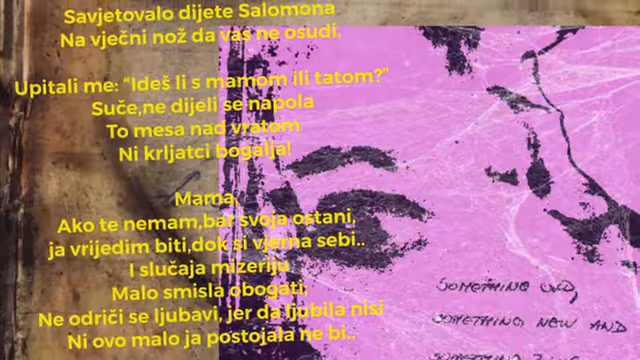 Savjetovalo dijete Salomona
Na vječni nož da vas ne osudi.
Upitali me: “Ideš li s mamom ili tatom?”
Suče,ne dijeli se napola
To mesa nad vratom
Ni krljatci bogalja!
Mama,
Ako te nemam,bar svoja ostani,
ja vrijedim biti,dok si vjerna sebi..
I slučaja mizeriju
Malo smisla obogati;
Ne odriči se ljubavi, jer da ljubila nisi
Ni ovo malo ja postojala ne bi..
SOMETHING OLD,
SOMETHING NEW AND
SOMETHING